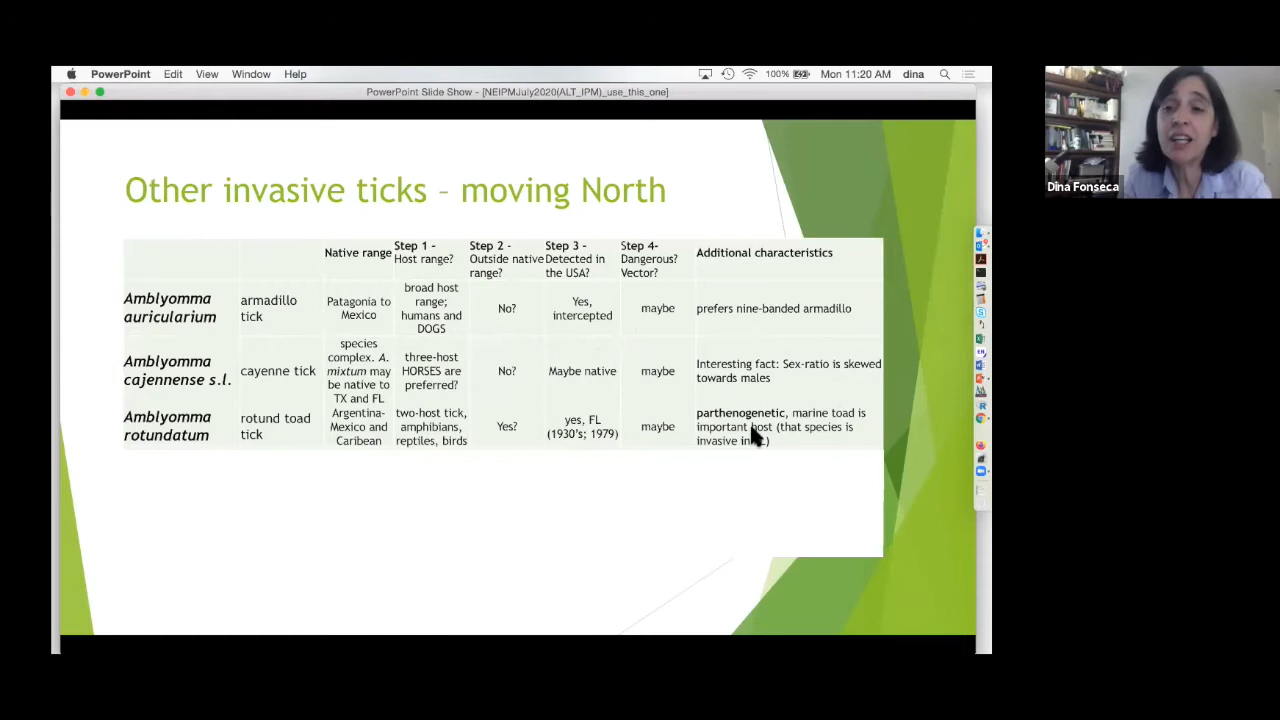 PowerPoint Edit View Window Help 100% Mon 11:20 AM dina
PowerPoint Slide Show - [NEIPMJuly2020(ALT_IPM)_use_this_one]
Other invasive ticks – moving North
Native range
Step 1 -
Host range?
Step 2 -
Outside native
range?
Step 3 -
Detected in
the USA?
Step 4-
Dangerous?
Vector?
Additional characteristics
Amblyomma
auricularium
armadillo
tick
Patagonia to
Mexico
broad host
range;
humans and
DOGS
No?
Yes,
intercepted
maybe
prefers nine-banded armadillo
Amblyomma
cajennense s.l.
cayenne tick
species
complex. A.
mixtum may
be native to
TX and FL
three-host
HORSES are
preferred?
No?
Maybe native
maybe
Interesting fact: Sex-ratio is skewed
towards males
Amblyomma
rotundatum
rotund toad
tick
Argentina-
Mexico and
Caribbean
two-host tick,
amphibians,
reptiles, birds
Yes?
yes, FL
(1930's; 1979)
maybe
parthenogenetic, marine toad is
important host (that species is
invasive in
Dina Fonseca